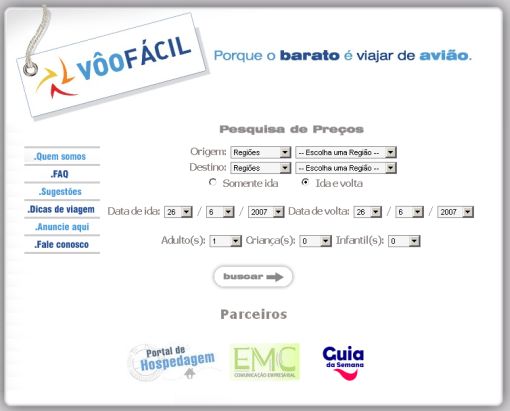 VÔOFÁCIL
Porque o barato é viajar de avião.
Pesquisa de Preços
.Quem somos
.FAQ
.Sugestões
.Dicas de viagem
.Anuncie aqui
.Fale conosco
Origem: Regiões -- Escolha uma Região --
Destino: Regiões -- Escolha uma Região --
Somente ida Ida e volta
Data de ida: 26 / 6 / 2007 Data de volta: 26 / 6 / 2007
Adulto(s): 1 Criança(s): 0 Infantil(s): 0
buscar
Parceiros
Portal de
Hospedagem
EMC
COMUNICAÇÃO EMPRESARIAL
Guia
da Semana